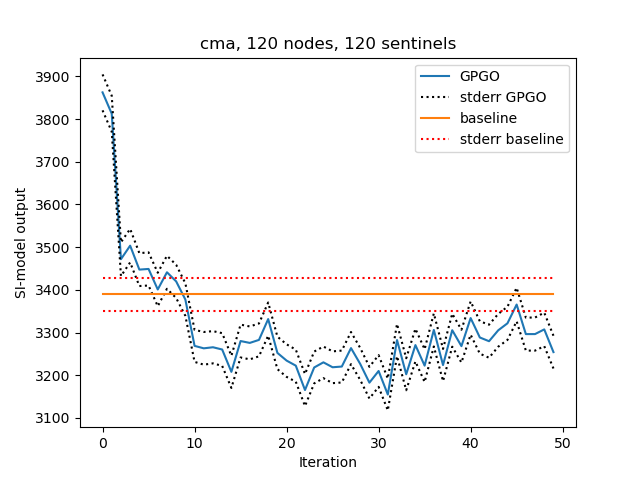 cma, 120 nodes, 120 sentinels
3900
3800
3700
3600
3500
3400
3300
3200
3100
SI-model output
GPGO
stderr GPGO
baseline
stderr baseline
0 10 20 30 40 50
Iteration